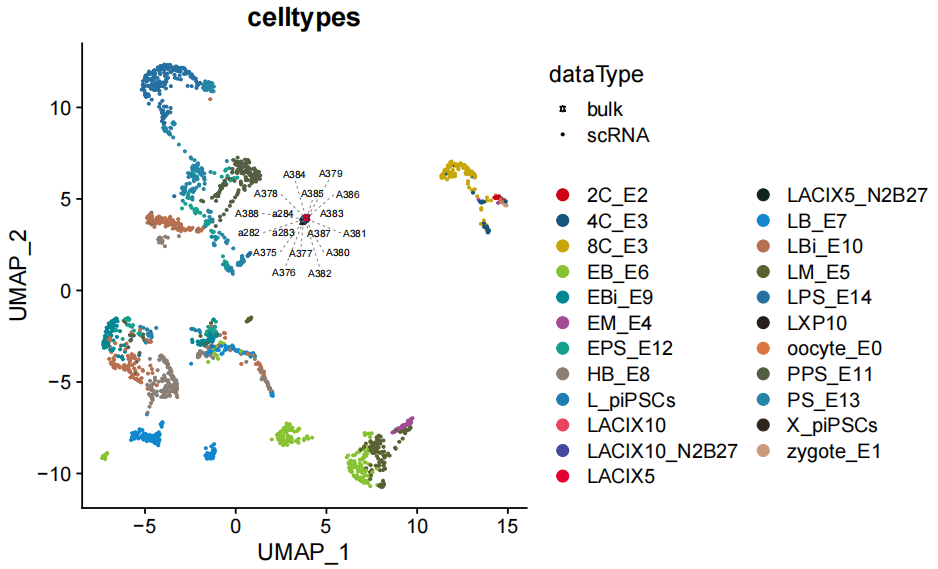 celltypes
dataType
bulk
scRNA
2C_E2
4C_E3
8C_E3
EB_E6
EBi_E9
EM_E4
EPS_E12
HB_E8
L_piPSCs
LACIX10
LACIX10_N2B27
LACIX5
LACIX5_N2B27
LB_E7
LBi_E10
LM_E5
LPS_E14
LXP10
oocyte_E0
PPS_E11
PS_E13
X_piPSCs
zygote_E1
A384 A379
A378 A385 A386
A388 a284 A383
a282 a283 A387 A381
A375 A377 A380
A376 A382
10
5
0
−5
−10
UMAP_2
−5 0 5 10 15
UMAP_1